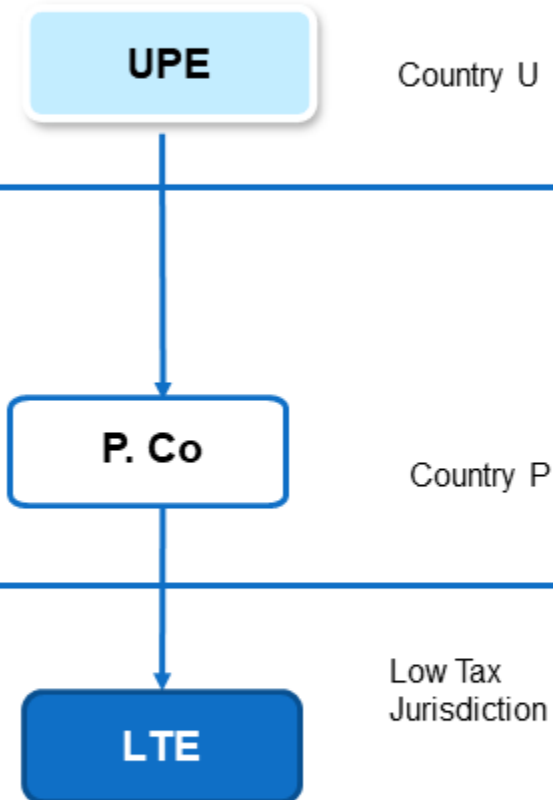 UPE
Country U
P. Co
Country P
Low Tax
Jurisdiction
LTE